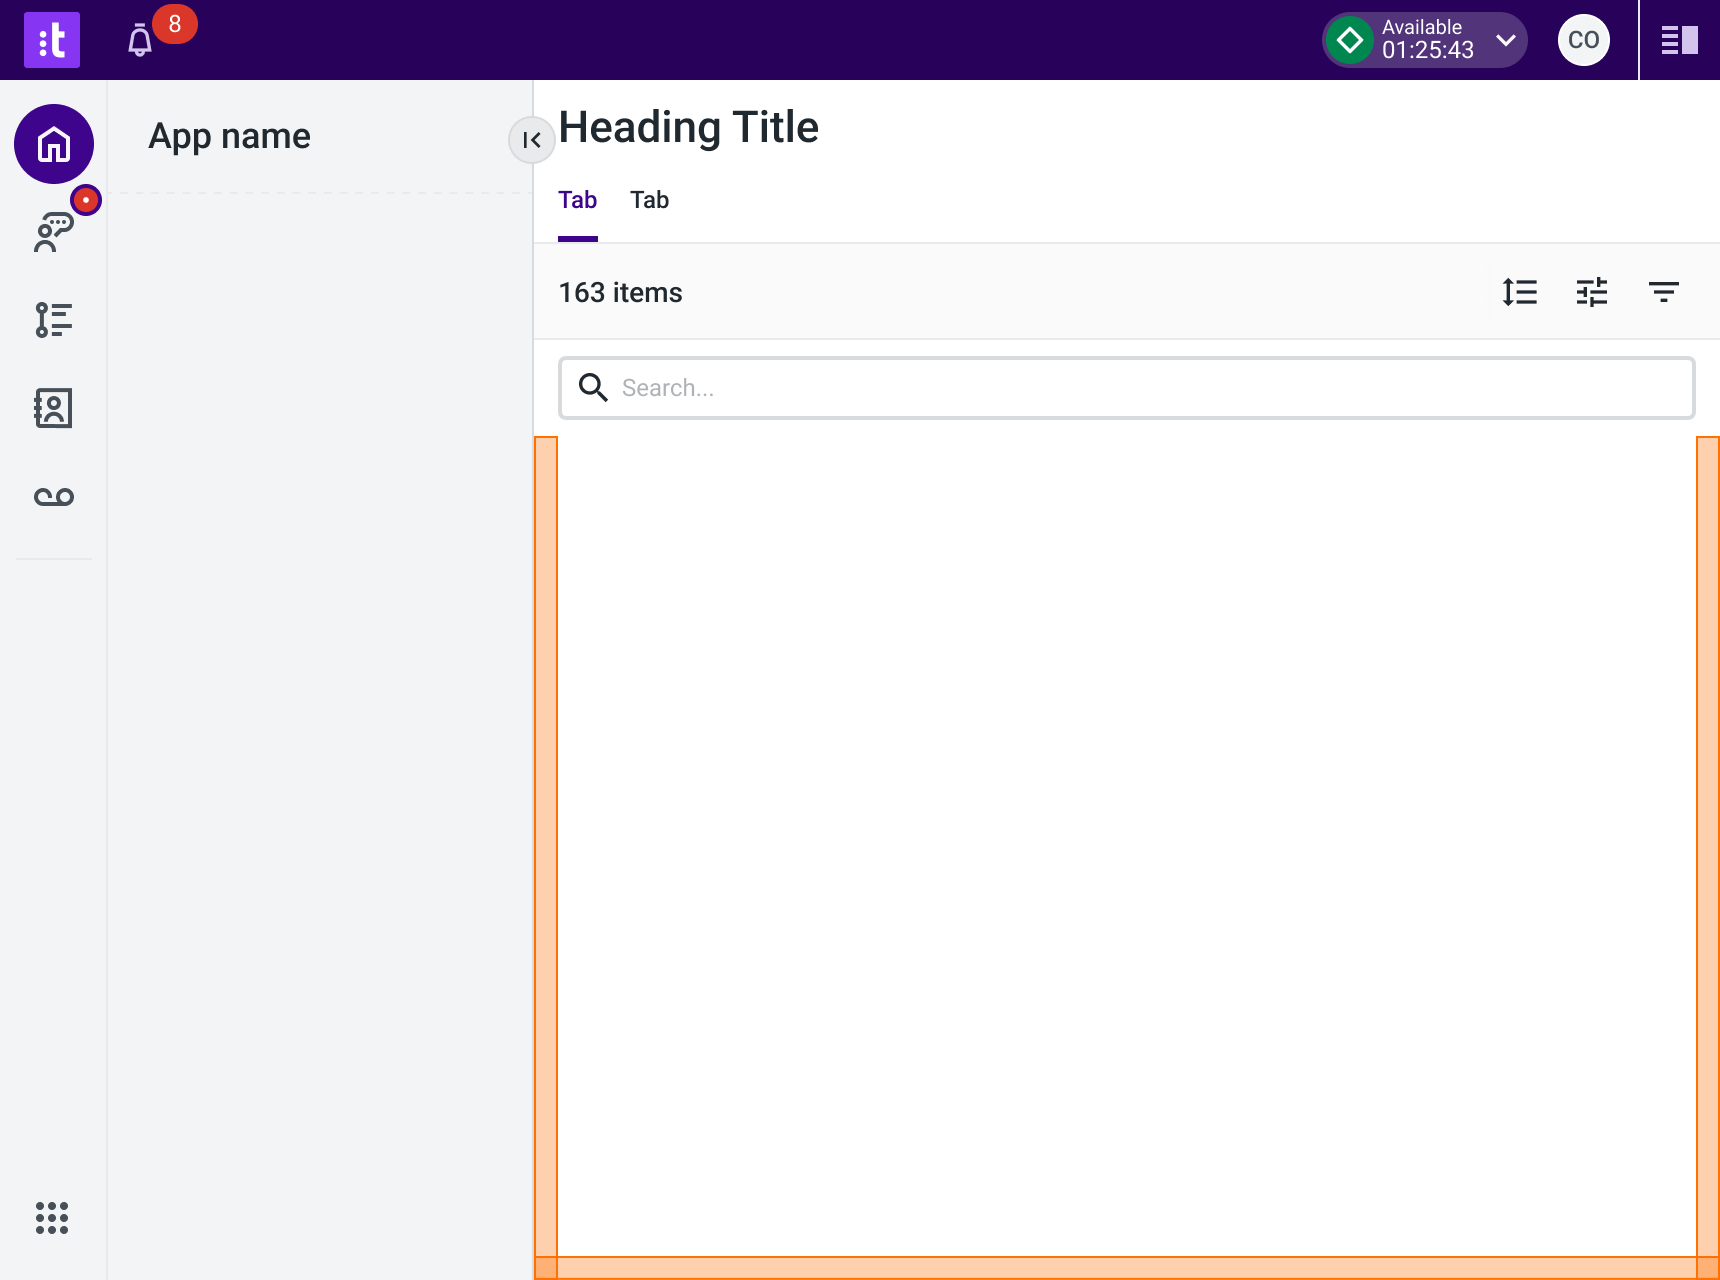 :t
8
Available
01:25:43
CO
App name
Heading Title
Tab Tab
163 items
Search...